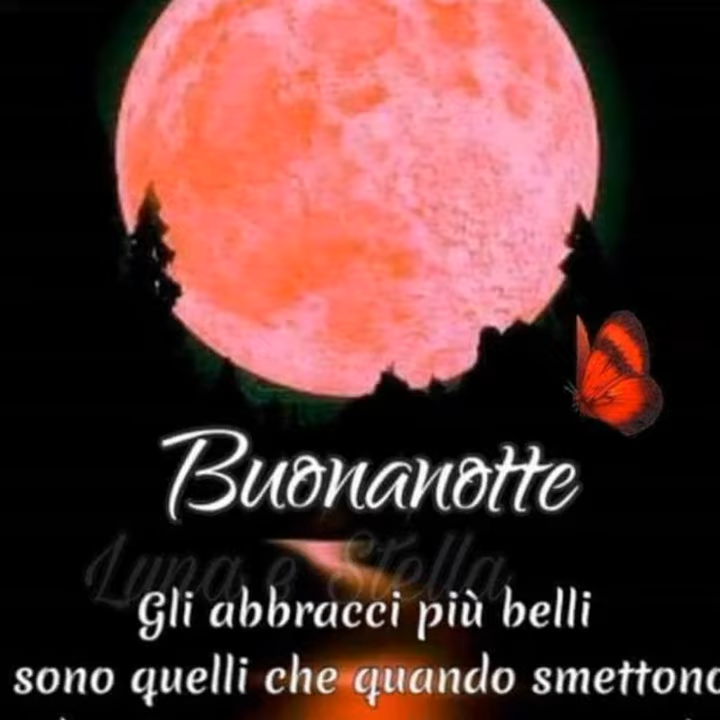 Buonanotte
Luna e Stella
Gli abbracci più belli
sono quelli che quando smettono